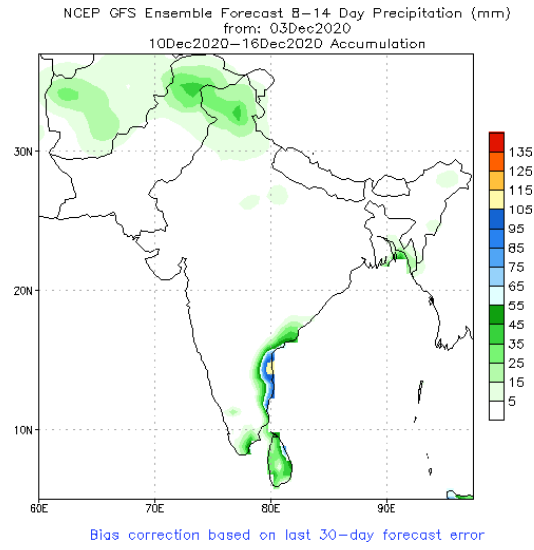 NCEP GFS Ensemble Forecast 8-14 Day Precipitation (mm)
from: 03Dec2020
10Dec2020-16Dec2020 Accumulation
30N
20N
10N
60E
70E
80E
90E
135
125
115
105
95
85
75
65
55
45
35
25
15
5
Bias correction based on last 30-day forecast error